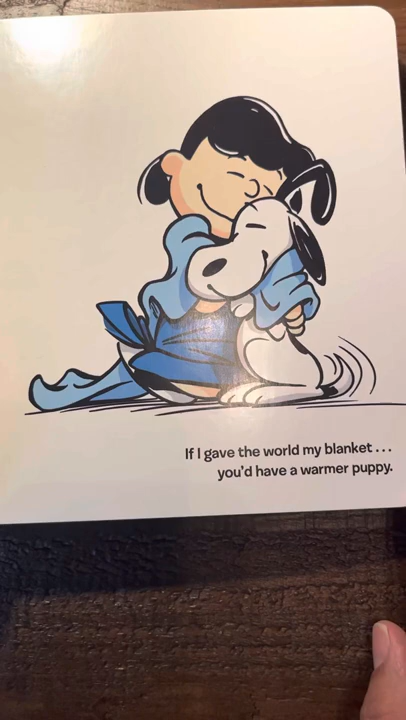 If I gave the world my blanket . . .
you'd have a warmer puppy.